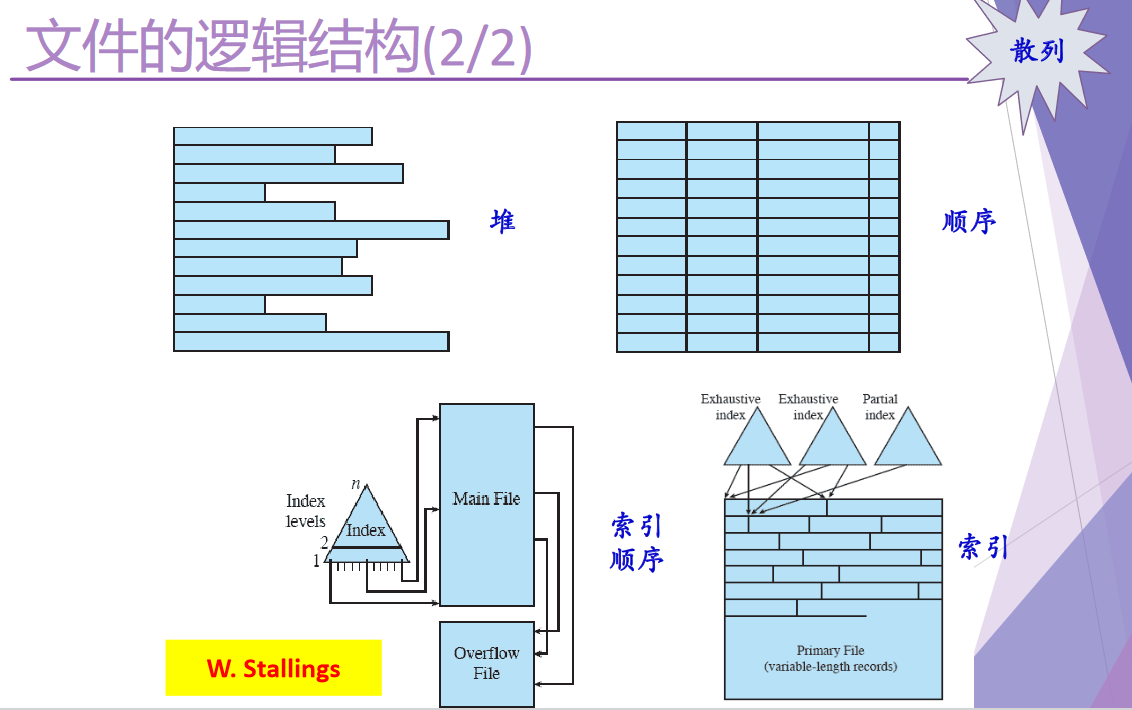 文件的逻辑结构(2/2)
散列
堆
顺序
n
Index
levels
2
1
Index
Main File
Overflow
File
索引
顺序
W. Stallings
Exhaustive
index
Exhaustive
index
Partial
index
Primary File
(variable-length records)
索引